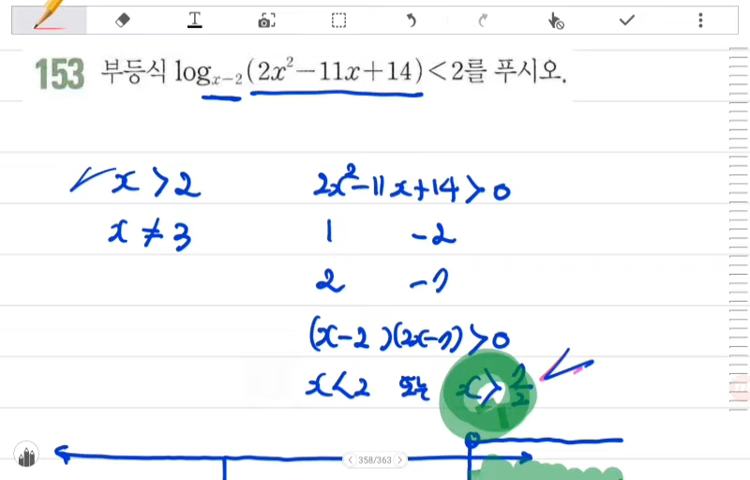 153 부등식 log_{x-2}(2x²-11x+14)<2를 푸시오.
x>2
2x²-11x+14>0
x≠3
1 -2
2 -7
(x-2)(2x-7)>0
x<2 또는 x>7/2
358/363